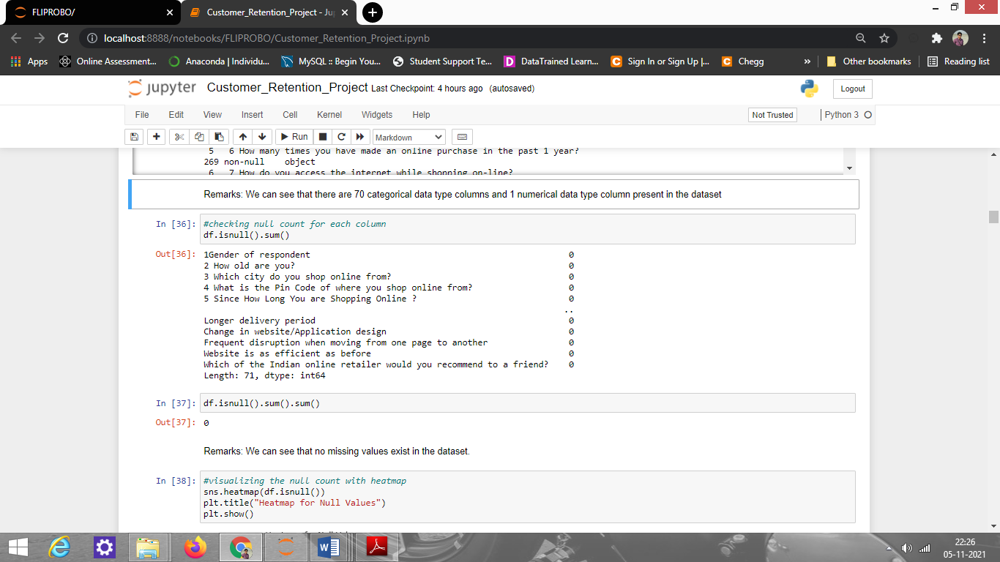 FLIPROBO/
Customer_Retention_Project - Ju
localhost:8888/notebooks/FLIPROBO/Customer_Retention_Project.ipynb
Apps Online Assessment... Anaconda | Individu... MySQL :: Begin You... Student Support Te... DataTrained Learn... Sign In or Sign Up |... Chegg » Other bookmarks Reading list
jupyter Customer_Retention_Project Last Checkpoint: 4 hours ago (autosaved) Logout
File Edit View Insert Cell Kernel Widgets Help Not Trusted Python 3
Run Markdown
5 6 How many times you have made an online purchase in the past 1 year?
269 non-null object
6 7 How do you access the internet while shopping on-line?
Remarks: We can see that there are 70 categorical data type columns and 1 numerical data type column present in the dataset
In [36]: #checking null count for each column
df.isnull().sum()
Out[36]: 1Gender of respondent 0
2 How old are you? 0
3 Which city do you shop online from? 0
4 What is the Pin Code of where you shop online from? 0
5 Since How Long You are Shopping Online ? 0
..
Longer delivery period 0
Change in website/Application design 0
Frequent disruption when moving from one page to another 0
Website is as efficient as before 0
Which of the Indian online retailer would you recommend to a friend? 0
Length: 71, dtype: int64
In [37]: df.isnull().sum().sum()
Out[37]: 0
Remarks: We can see that no missing values exist in the dataset.
In [38]: #visualizing the null count with heatmap
sns.heatmap(df.isnull())
plt.title("Heatmap for Null Values")
plt.show()
22:26
05-11-2021